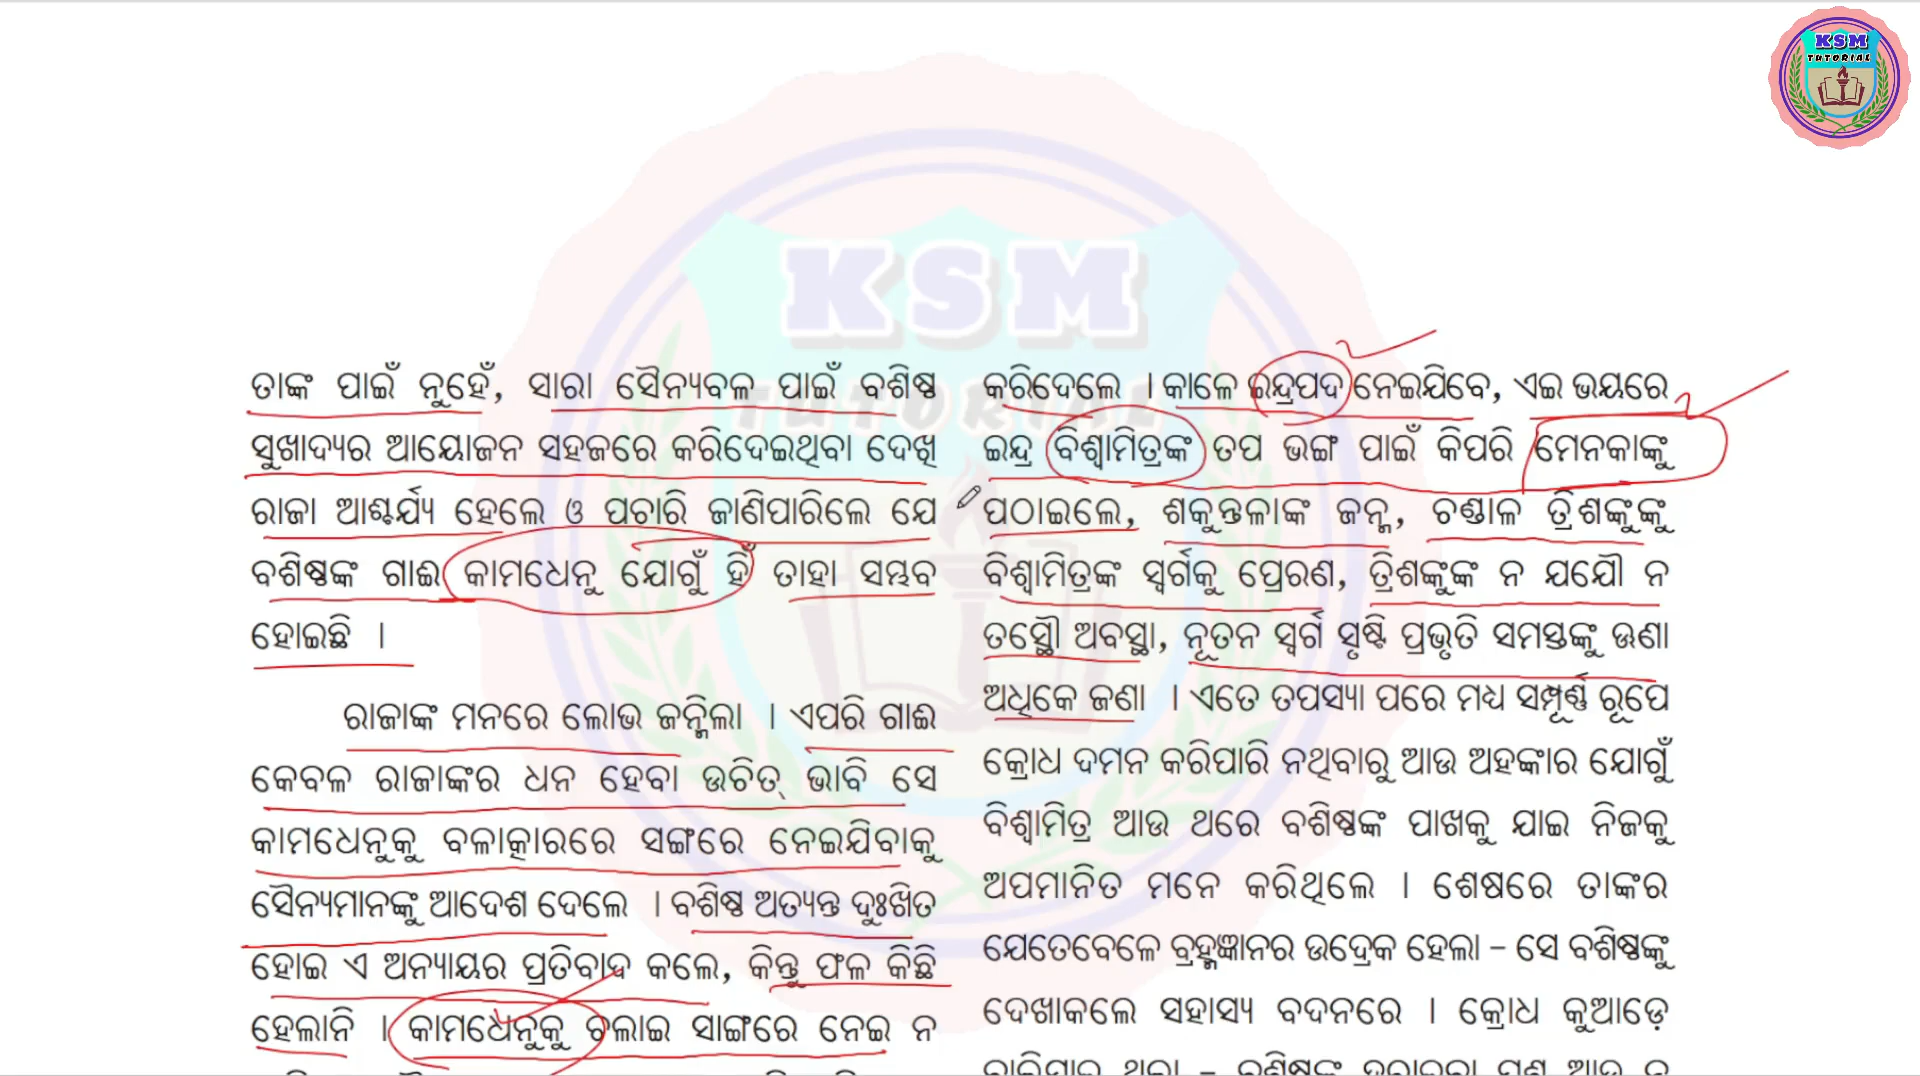 KSM
TUTORIAL
KSM
TUTORIAL
ତାଙ୍କ ପାଇଁ ନୁହେଁ, ସାରା ସୈନ୍ୟବଳ ପାଇଁ ବଶିଷ୍ଠ
ସୁଖାଦ୍ୟର ଆୟୋଜନ ସହଜରେ କରିଦେଇଥିବା ଦେଖି
ରାଜା ଆଶ୍ଚର୍ଯ୍ୟ ହେଲେ ଓ ପଚାରି ଜାଣିପାରିଲେ ଯେ
ବଶିଷ୍ଠଙ୍କ ଗାଈ କାମଧେନୁ ଯୋଗୁଁ ହିଁ ତାହା ସମ୍ଭବ
ହୋଇଛି ।
ରାଜାଙ୍କ ମନରେ ଲୋଭ ଜନ୍ମିଲା । ଏପରି ଗାଈ
କେବଳ ରାଜାଙ୍କର ଧନ ହେବା ଉଚିତ୍ ଭାବି ସେ
କାମଧେନୁକୁ ବଳାତ୍କାରରେ ସଙ୍ଗରେ ନେଇଯିବାକୁ
ସୈନ୍ୟମାନଙ୍କୁ ଆଦେଶ ଦେଲେ । ବଶିଷ୍ଠ ଅତ୍ୟନ୍ତ ଦୁଃଖିତ
ହୋଇ ଏ ଅନ୍ୟାୟର ପ୍ରତିବାଦ କଲେ, କିନ୍ତୁ ଫଳ କିଛି
ହେଲାନି । କାମଧେନୁକୁ ଚଲାଇ ସାଙ୍ଗରେ ନେଇ ନ
କରିଦେଲେ । କାଳେ ଇନ୍ଦ୍ରପଦ ନେଇଯିବେ, ଏଇ ଭୟରେ
ଇନ୍ଦ୍ର ବିଶ୍ୱାମିତ୍ରଙ୍କ ତପ ଭଙ୍ଗ ପାଇଁ କିପରି ମେନକାଙ୍କୁ
ପଠାଇଲେ, ଶକୁନ୍ତଳାଙ୍କ ଜନ୍ମ, ଚଣ୍ଡାଳ ତ୍ରିଶଙ୍କୁଙ୍କୁ
ବିଶ୍ୱାମିତ୍ରଙ୍କ ସ୍ୱର୍ଗକୁ ପ୍ରେରଣ, ତ୍ରିଶଙ୍କୁଙ୍କ ନ ଯଯୌ ନ
ତସ୍ଥୌ ଅବସ୍ଥା, ନୂତନ ସ୍ୱର୍ଗ ସୃଷ୍ଟି ପ୍ରଭୃତି ସମସ୍ତଙ୍କୁ ଊଣା
ଅଧିକେ ଜଣା । ଏତେ ତପସ୍ୟା ପରେ ମଧ୍ୟ ସମ୍ପୂର୍ଣ୍ଣ ରୂପେ
କ୍ରୋଧ ଦମନ କରିପାରି ନଥିବାରୁ ଆଉ ଅହଙ୍କାର ଯୋଗୁଁ
ବିଶ୍ୱାମିତ୍ର ଆଉ ଥରେ ବଶିଷ୍ଠଙ୍କ ପାଖକୁ ଯାଇ ନିଜକୁ
ଅପମାନିତ ମନେ କରିଥିଲେ । ଶେଷରେ ତାଙ୍କର
ଯେତେବେଳେ ବ୍ରହ୍ମଜ୍ଞାନର ଉଦ୍ରେକ ହେଲା – ସେ ବଶିଷ୍ଠଙ୍କୁ
ଦେଖାକଲେ ସହାସ୍ୟ ବଦନରେ । କ୍ରୋଧ କୁଆଡ଼େ